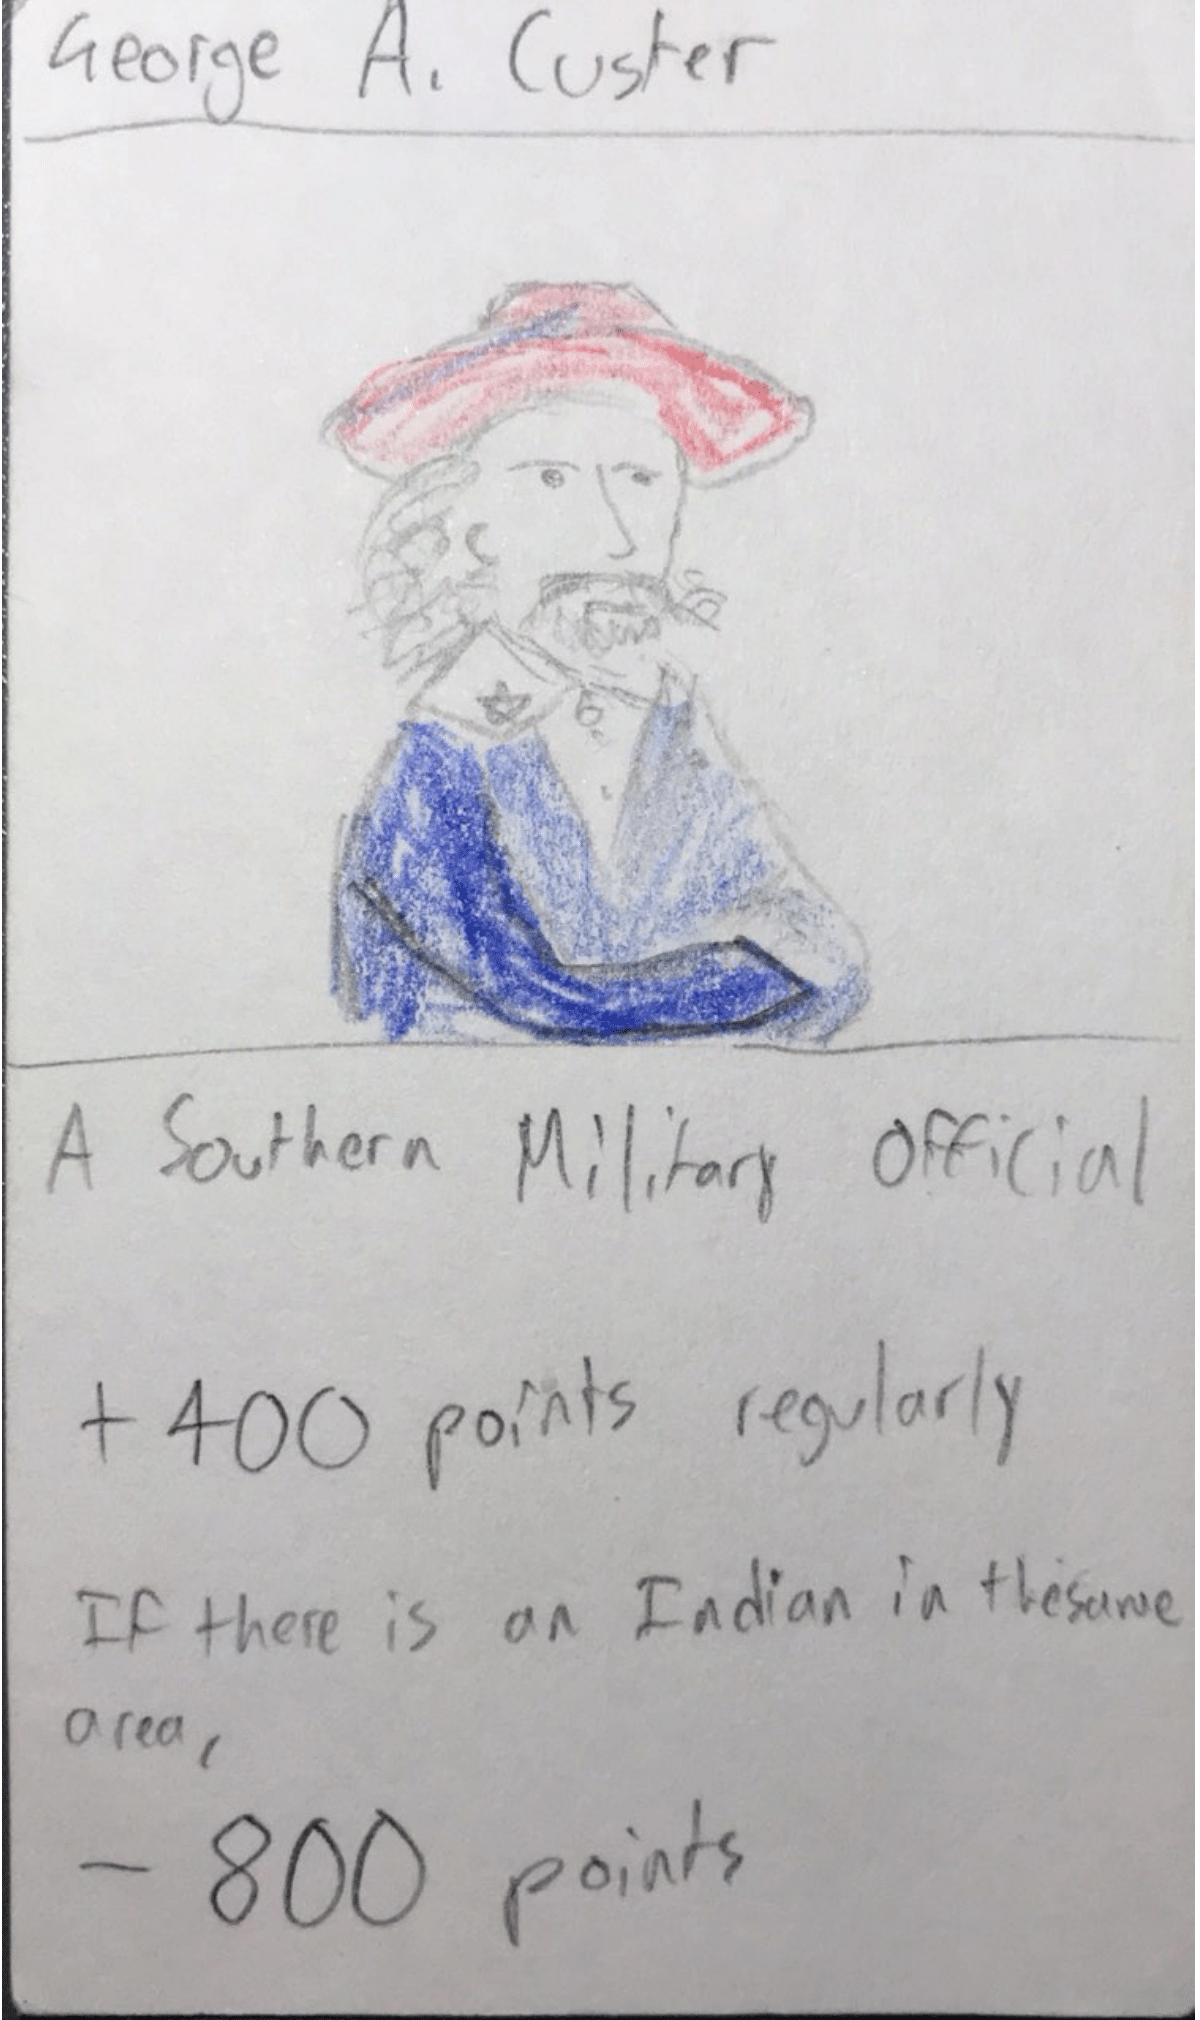 George A. Custer
A Southern Military Official
+ 400 points regularly
If there is an Indian in the same
area,
- 800 points